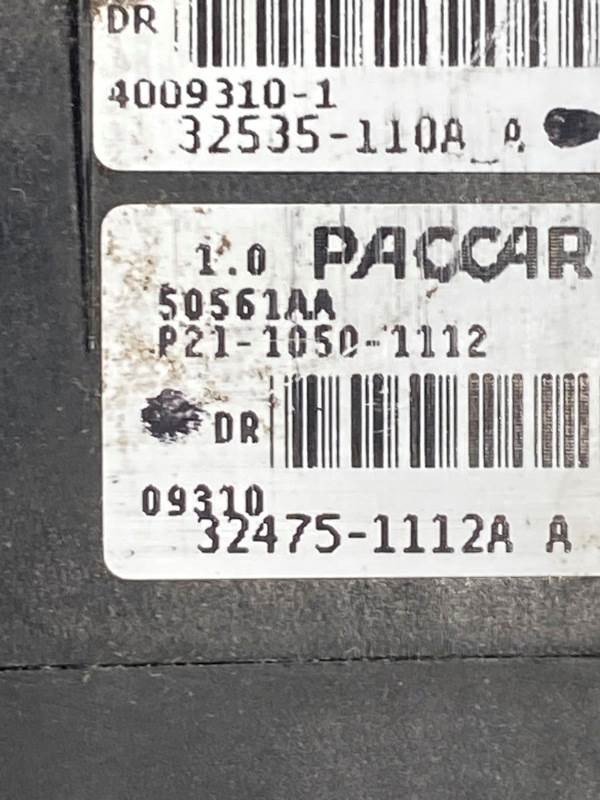 DR
4009310-1
32535-110A A
1.0 PACCAR
50561AA
P21-1050-1112
DR
09310
32475-1112A A